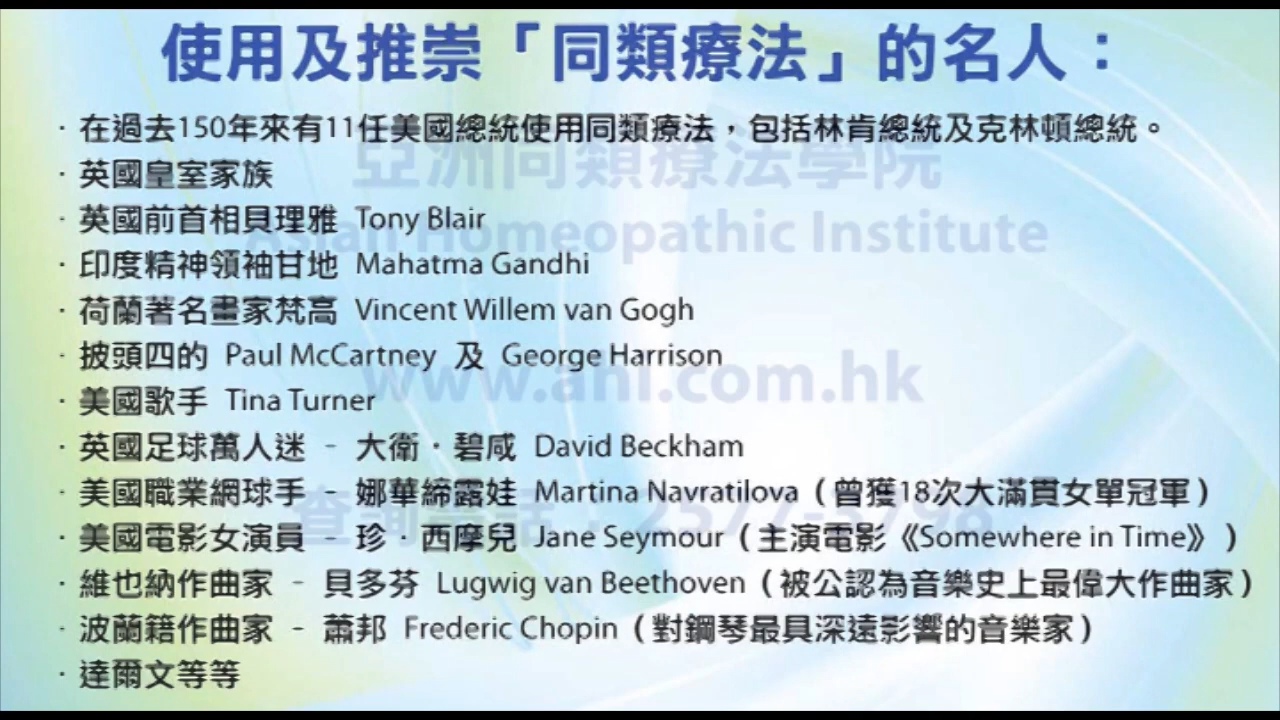 使用及推崇「同類療法」的名人：
· 在過去150年來有11任美國總統使用同類療法，包括林肯總統及克林頓總統。
亞洲同類療法學院
· 英國皇室家族
· 英國前首相貝理雅 Tony Blair
Asian Homeopathic Institute
· 印度精神領袖甘地 Mahatma Gandhi
· 荷蘭著名畫家梵高 Vincent Willem van Gogh
· 披頭四的 Paul McCartney 及 George Harrison
www.ahi.com.hk
· 美國歌手 Tina Turner
· 英國足球萬人迷 - 大衛·碧咸 David Beckham
· 美國職業網球手 - 娜華締露娃 Martina Navratilova（曾獲18次大滿貫女單冠軍）
查詢電話：2577-3798
· 美國電影女演員 - 珍·西摩兒 Jane Seymour（主演電影《Somewhere in Time》）
· 維也納作曲家 - 貝多芬 Lugwig van Beethoven（被公認為音樂史上最偉大作曲家）
· 波蘭籍作曲家 - 蕭邦 Frederic Chopin（對鋼琴最具深遠影響的音樂家）
· 達爾文等等